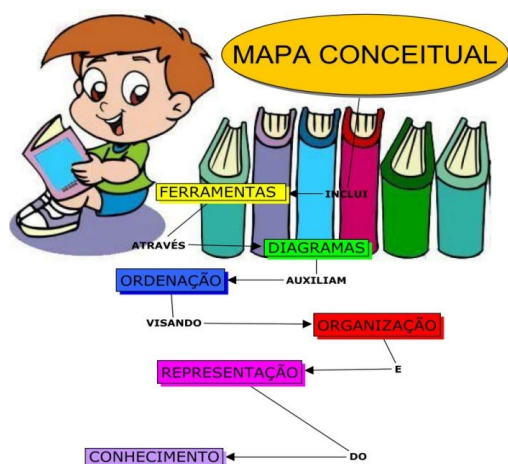 MAPA CONCEITUAL
FERRAMENTAS
INCLUI
ATRAVÉS
DIAGRAMAS
ORDENAÇÃO
AUXILIAM
VISANDO
ORGANIZAÇÃO
REPRESENTAÇÃO
E
CONHECIMENTO
DO